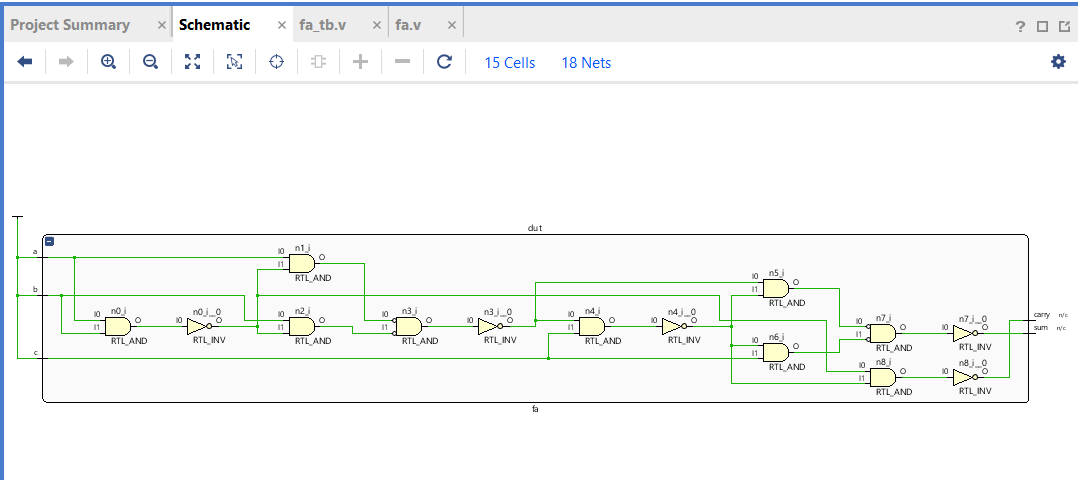 Project Summary × Schematic × fa_tb.v × fa.v ×
15 Cells 18 Nets
dut
a
b
c
I0 n1_i O
I1
RTL_AND
I0 n0_i O
I1
RTL_AND
I0 n0_i__0 O
RTL_INV
I0 n2_i O
I1
RTL_AND
I0 n3_i O
I1
RTL_AND
I0 n3_i__0 O
RTL_INV
I0 n4_i O
I1
RTL_AND
I0 n4_i__0 O
RTL_INV
I0 n5_i O
I1
RTL_AND
I0 n6_i O
I1
RTL_AND
I0 n7_i O
I1
RTL_AND
I0 n7_i__0 O
RTL_INV
I0 n8_i O
I1
RTL_AND
I0 n8_i__0 O
RTL_INV
carry n/c
sum n/c
fa